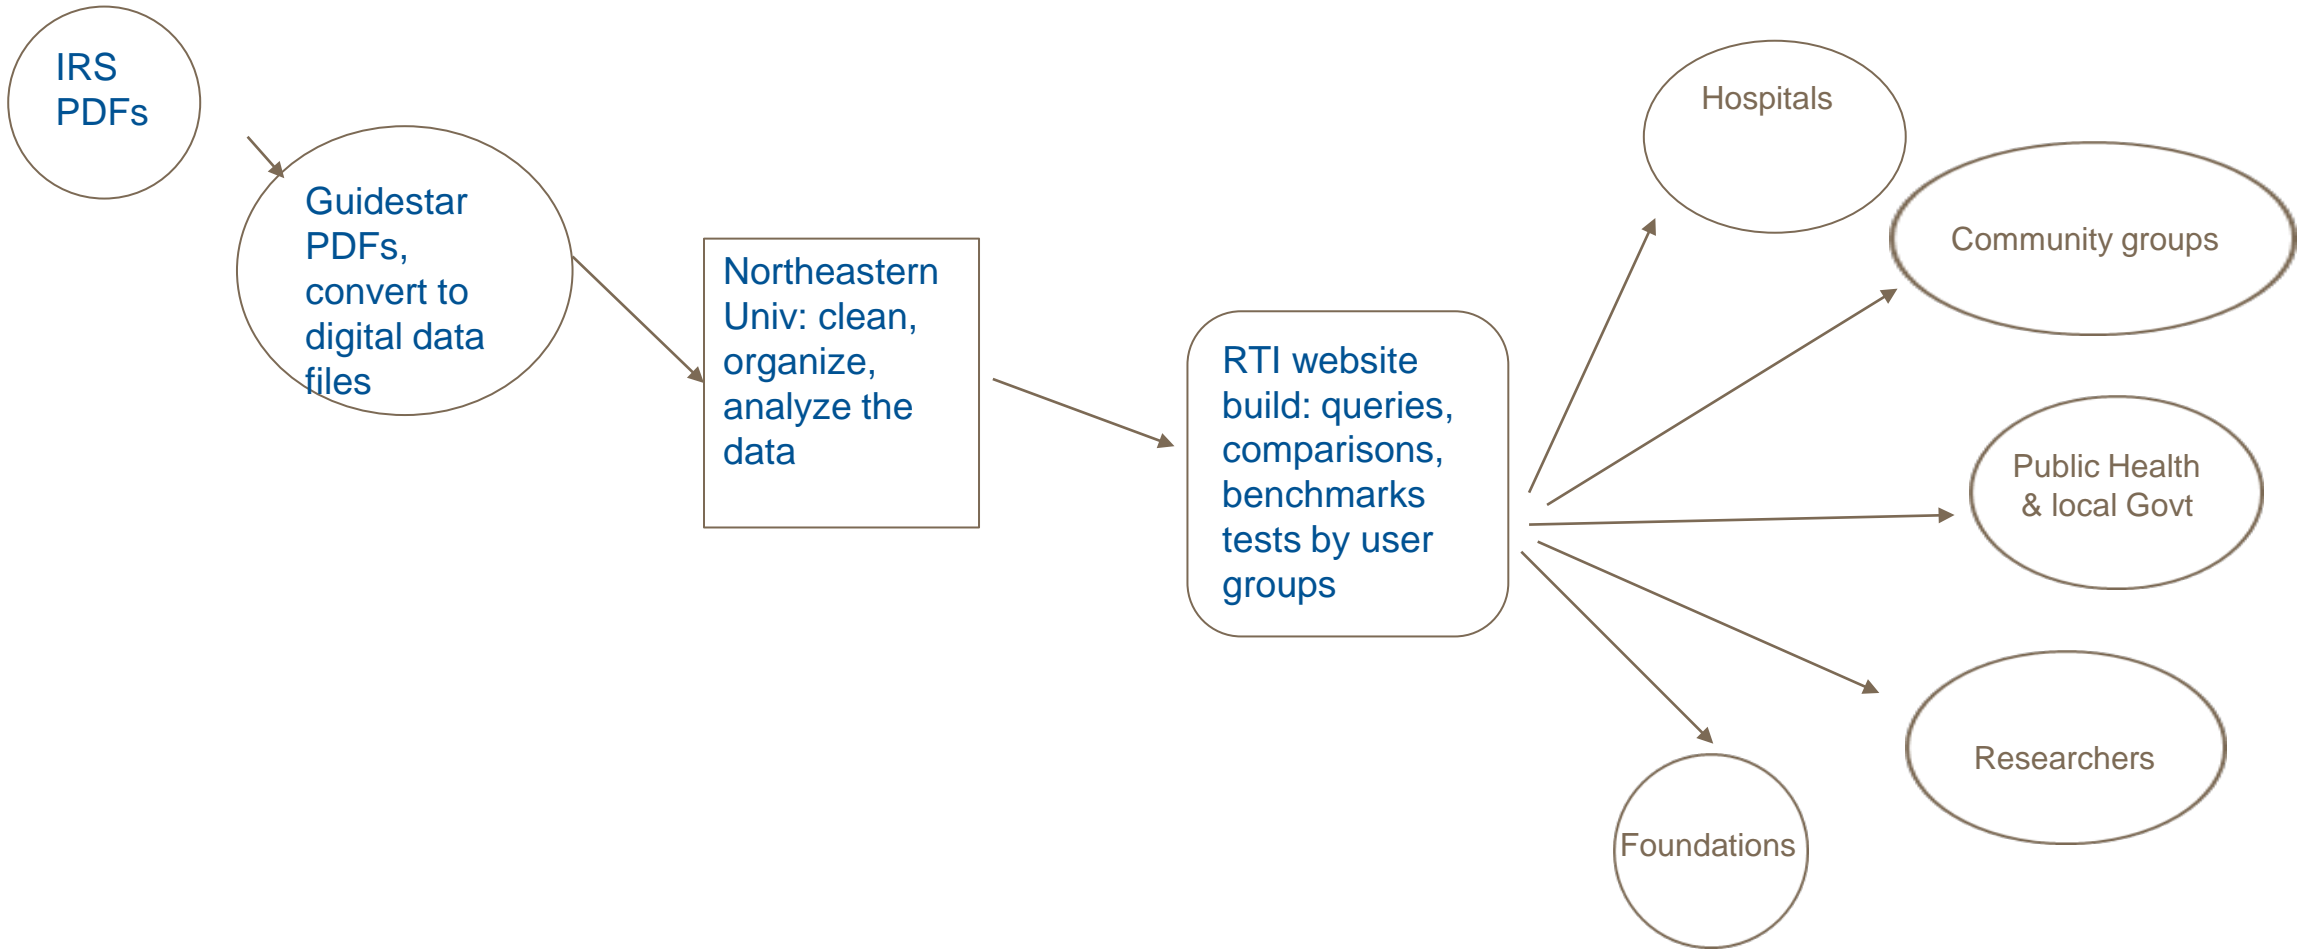 IRS
PDFs
Guidestar
PDFs,
convert to
digital data
files
Northeastern
Univ: clean,
organize,
analyze the
data
RTI website
build: queries,
comparisons,
benchmarks
tests by user
groups
Hospitals
Community groups
Public Health
& local Govt
Researchers
Foundations